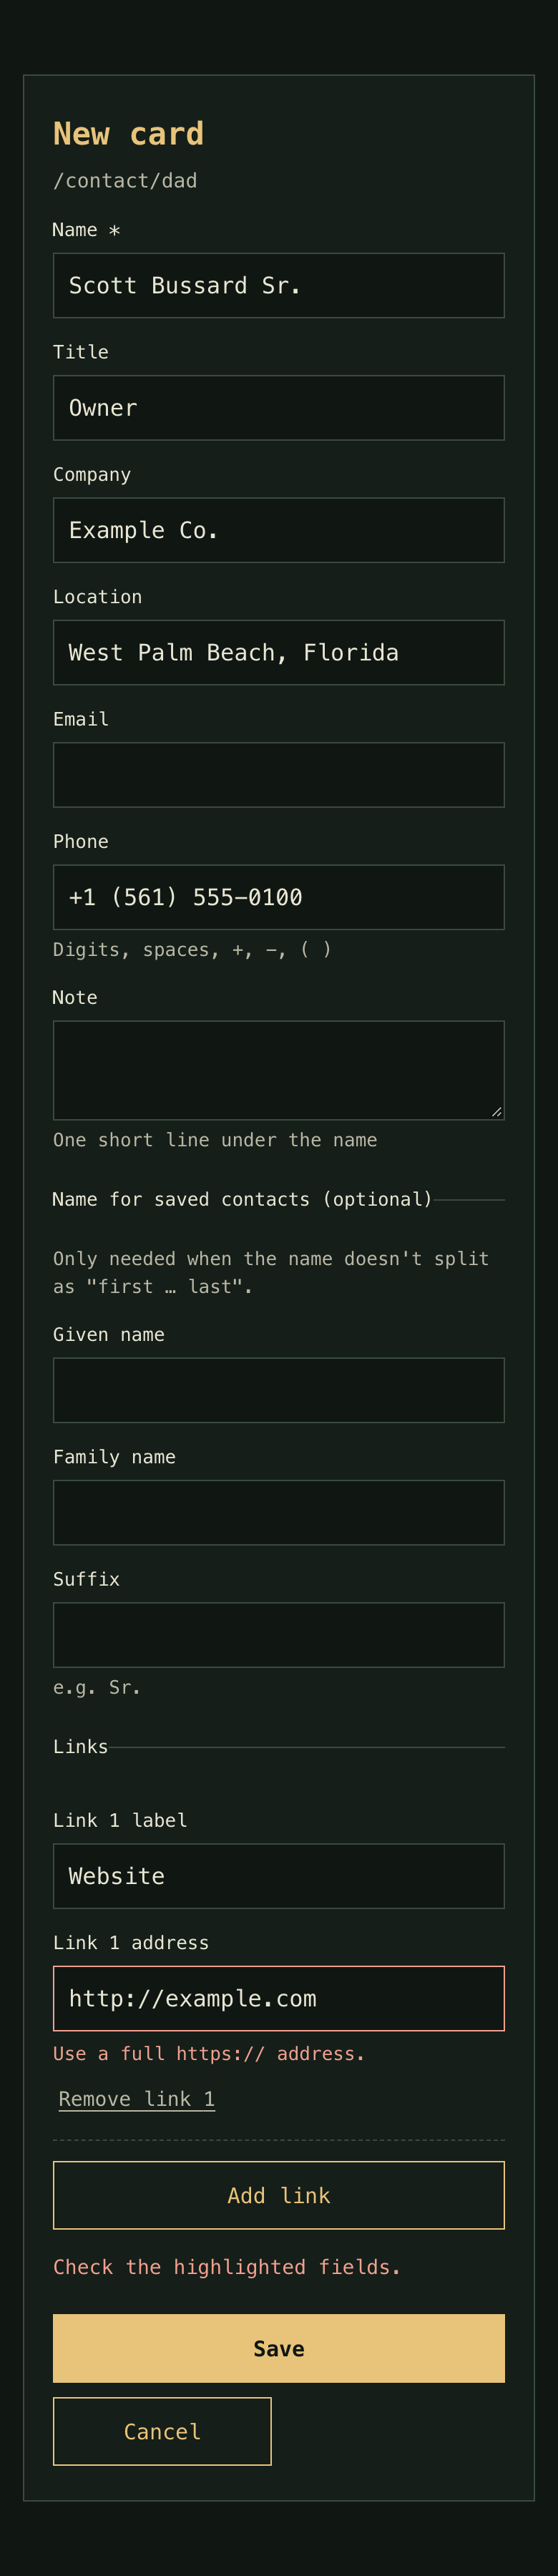 New card
/contact/dad
Name *
Scott Bussard Sr.
Title
Owner
Company
Example Co.
Location
West Palm Beach, Florida
Email
Phone
+1 (561) 555-0100
Digits, spaces, +, -, ( )
Note
One short line under the name
Name for saved contacts (optional)
Only needed when the name doesn't split
as "first … last".
Given name
Family name
Suffix
e.g. Sr.
Links
Link 1 label
Website
Link 1 address
http://example.com
Use a full https:// address.
Remove link 1
Add link
Check the highlighted fields.
Save
Cancel